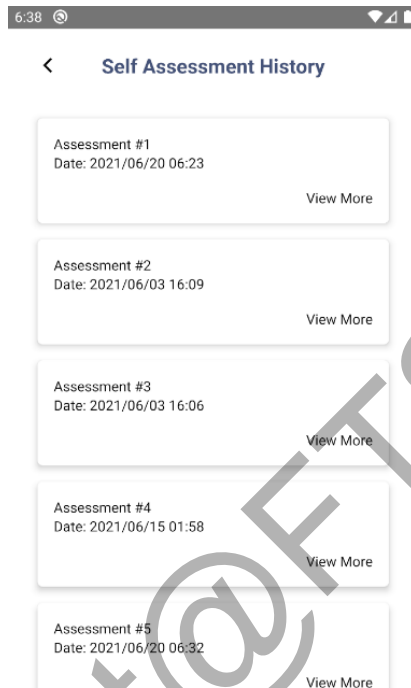 6:38
Self Assessment History
Assessment #1
Date: 2021/06/20 06:23
View More
Assessment #2
Date: 2021/06/03 16:09
View More
Assessment #3
Date: 2021/06/03 16:06
View More
Assessment #4
Date: 2021/06/15 01:58
View More
Assessment #5
Date: 2021/06/20 06:32
View More
t@FTS